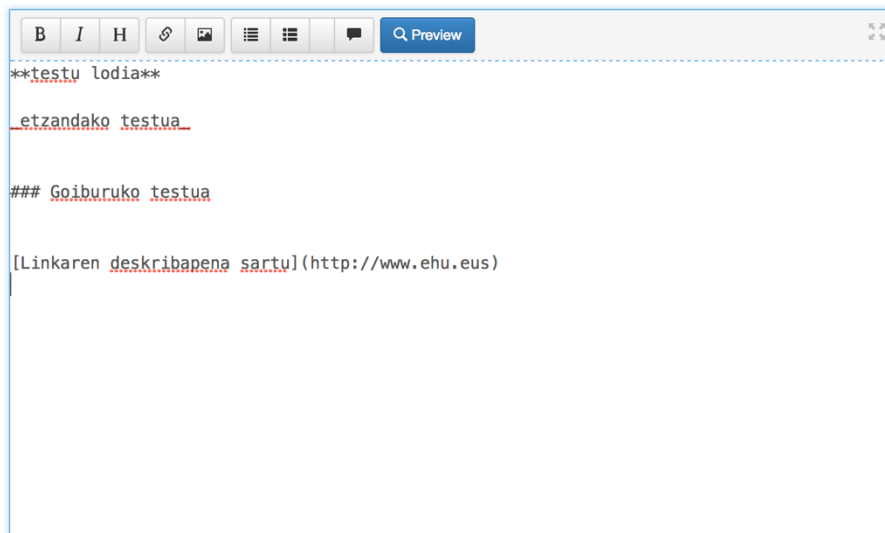 B I H Preview
**testu lodia**
_etzandako testua_
### Goiburuko testua
[Linkaren deskribapena sartu](http://www.ehu.eus)